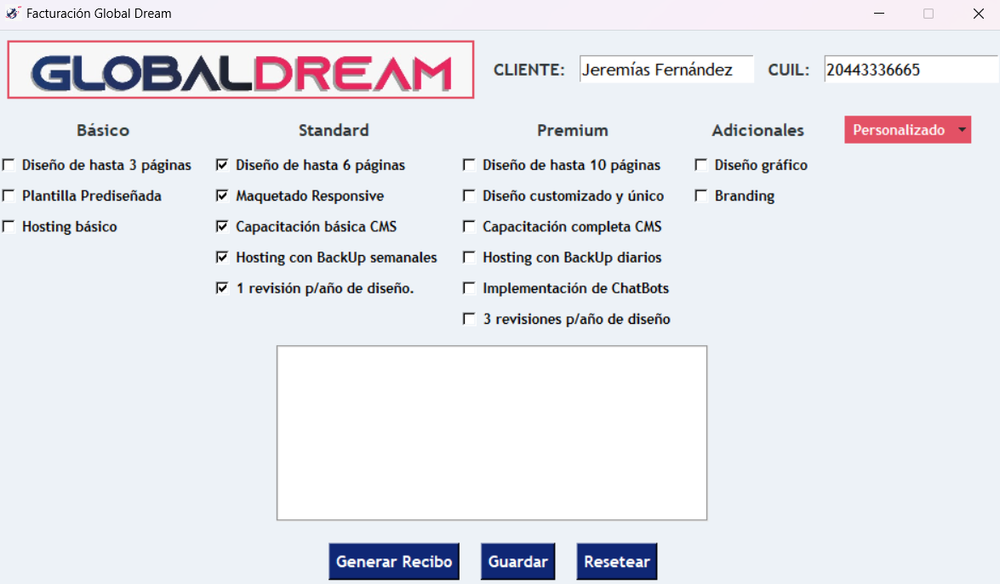 Facturación Global Dream
GLOBALDREAM CLIENTE: Jeremías Fernández CUIL: 20443336665
Básico Standard Premium Adicionales Personalizado
Diseño de hasta 3 páginas Diseño de hasta 6 páginas Diseño de hasta 10 páginas Diseño gráfico
Plantilla Prediseñada Maquetado Responsive Diseño customizado y único Branding
Hosting básico Capacitación básica CMS Capacitación completa CMS
Hosting con BackUp semanales Hosting con BackUp diarios
1 revisión p/año de diseño. Implementación de ChatBots
3 revisiones p/año de diseño
Generar Recibo Guardar Resetear